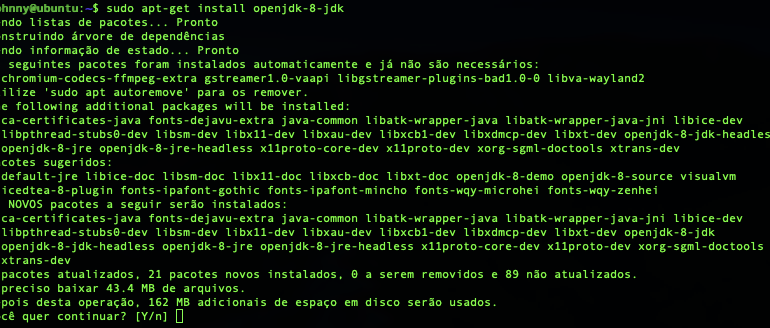 ohnny@ubuntu:~$ sudo apt-get install openjdk-8-jdk
ndo listas de pacotes... Pronto
onstruindo árvore de dependências
ndo informação de estado... Pronto
seguintes pacotes foram instalados automaticamente e já não são necessários:
chromium-codecs-ffmpeg-extra gstreamer1.0-vaapi libgstreamer-plugins-bad1.0-0 libva-wayland2
ilize 'sudo apt autoremove' para os remover.
e following additional packages will be installed:
ca-certificates-java fonts-dejavu-extra java-common libatk-wrapper-java libatk-wrapper-java-jni libice-dev
libpthread-stubs0-dev libsm-dev libx11-dev libxau-dev libxcb1-dev libxdmcp-dev libxt-dev openjdk-8-jdk-headles
openjdk-8-jre openjdk-8-jre-headless x11proto-core-dev x11proto-dev xorg-sgml-doctools xtrans-dev
cotes sugeridos:
default-jre libice-doc libsm-doc libx11-doc libxcb-doc libxt-doc openjdk-8-demo openjdk-8-source visualvm
icedtea-8-plugin fonts-ipafont-gothic fonts-ipafont-mincho fonts-wqy-microhei fonts-wqy-zenhei
NOVOS pacotes a seguir serão instalados:
ca-certificates-java fonts-dejavu-extra java-common libatk-wrapper-java libatk-wrapper-java-jni libice-dev
libpthread-stubs0-dev libsm-dev libx11-dev libxau-dev libxcb1-dev libxdmcp-dev libxt-dev openjdk-8-jdk
openjdk-8-jdk-headless openjdk-8-jre openjdk-8-jre-headless x11proto-core-dev x11proto-dev xorg-sgml-doctools
xtrans-dev
pacotes atualizados, 21 pacotes novos instalados, 0 a serem removidos e 89 não atualizados.
preciso baixar 43.4 MB de arquivos.
pois desta operação, 162 MB adicionais de espaço em disco serão usados.
cê quer continuar? [Y/n]